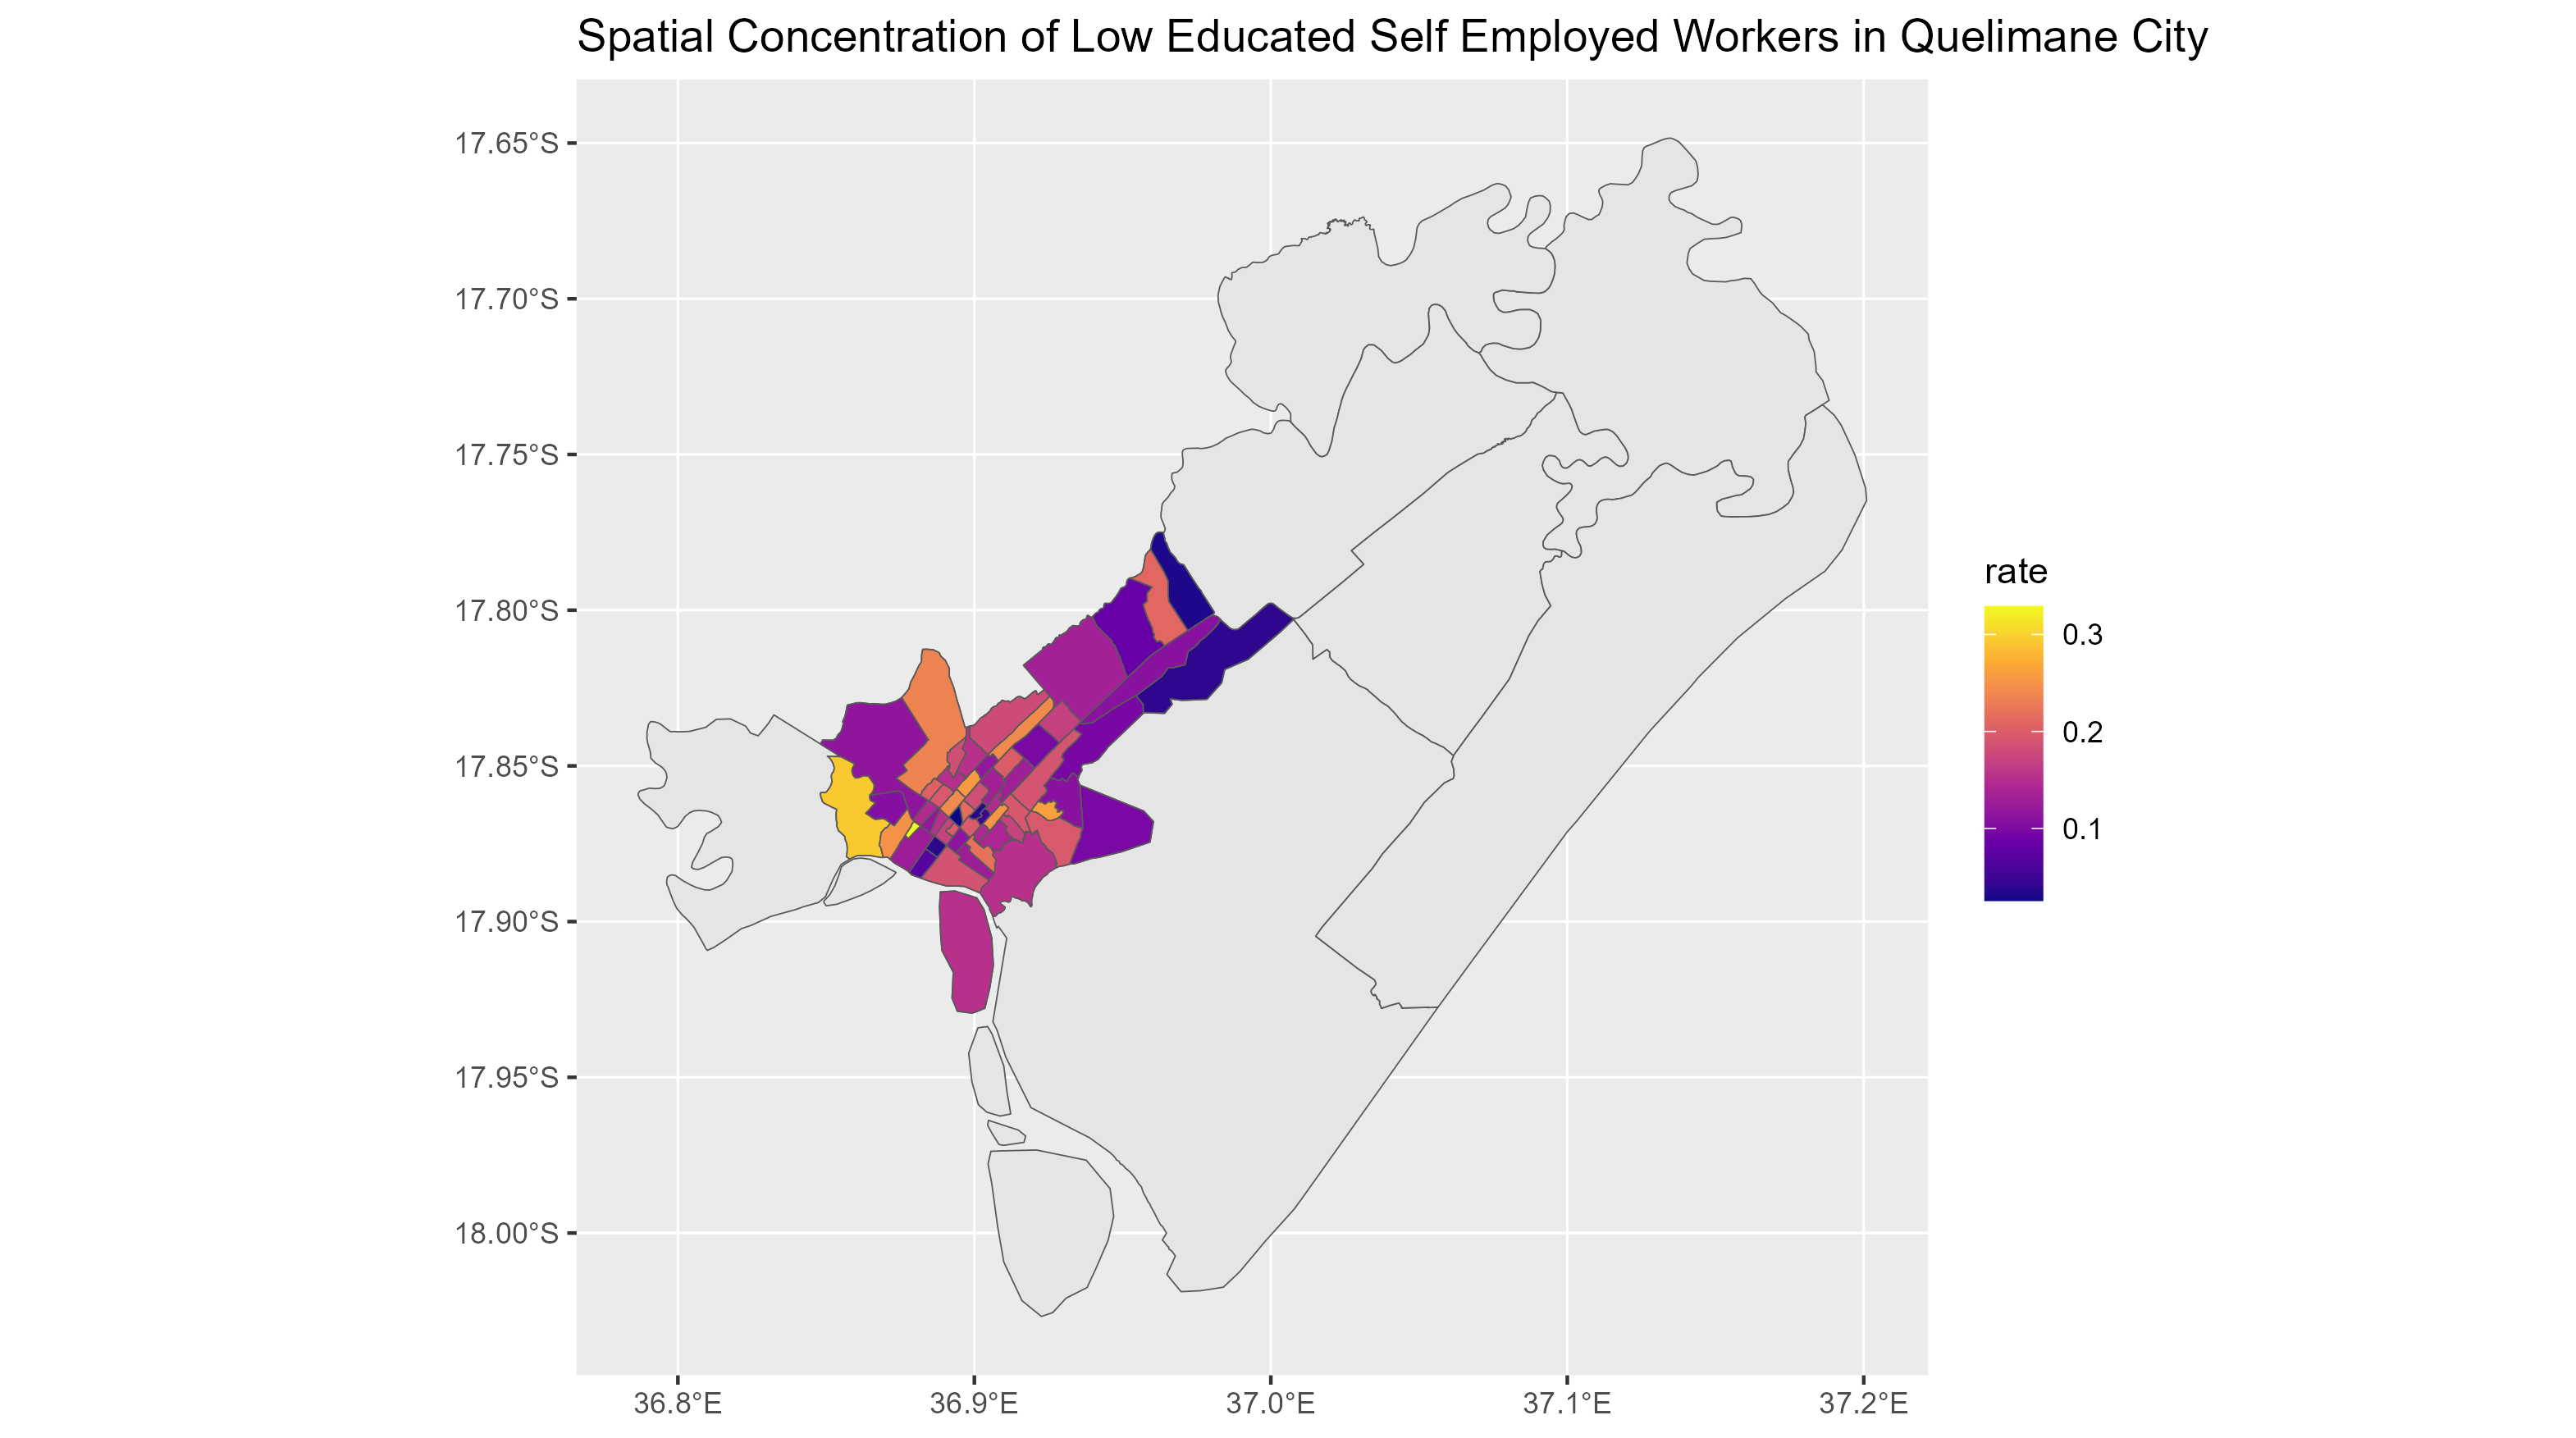 Spatial Concentration of Low Educated Self Employed Workers in Quelimane City
17.65°S
17.70°S
17.75°S
17.80°S
17.85°S
17.90°S
17.95°S
18.00°S
36.8°E
36.9°E
37.0°E
37.1°E
37.2°E
rate
0.3
0.2
0.1